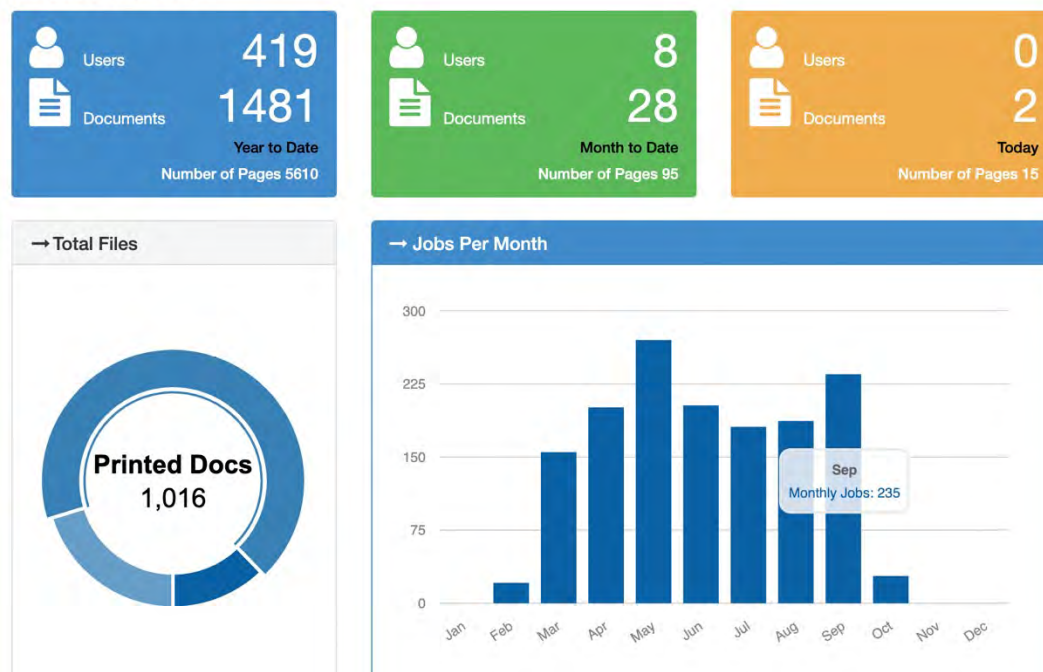 Users 419
Documents 1481
Year to Date
Number of Pages 5610
Users 8
Documents 28
Month to Date
Number of Pages 95
Users 0
Documents 2
Today
Number of Pages 15
→ Total Files
Printed Docs
1,016
→ Jobs Per Month
300
225
150
75
0
Sep
Monthly Jobs: 235
Jan Feb Mar Apr May Jun Jul Aug Sep Oct Nov Dec